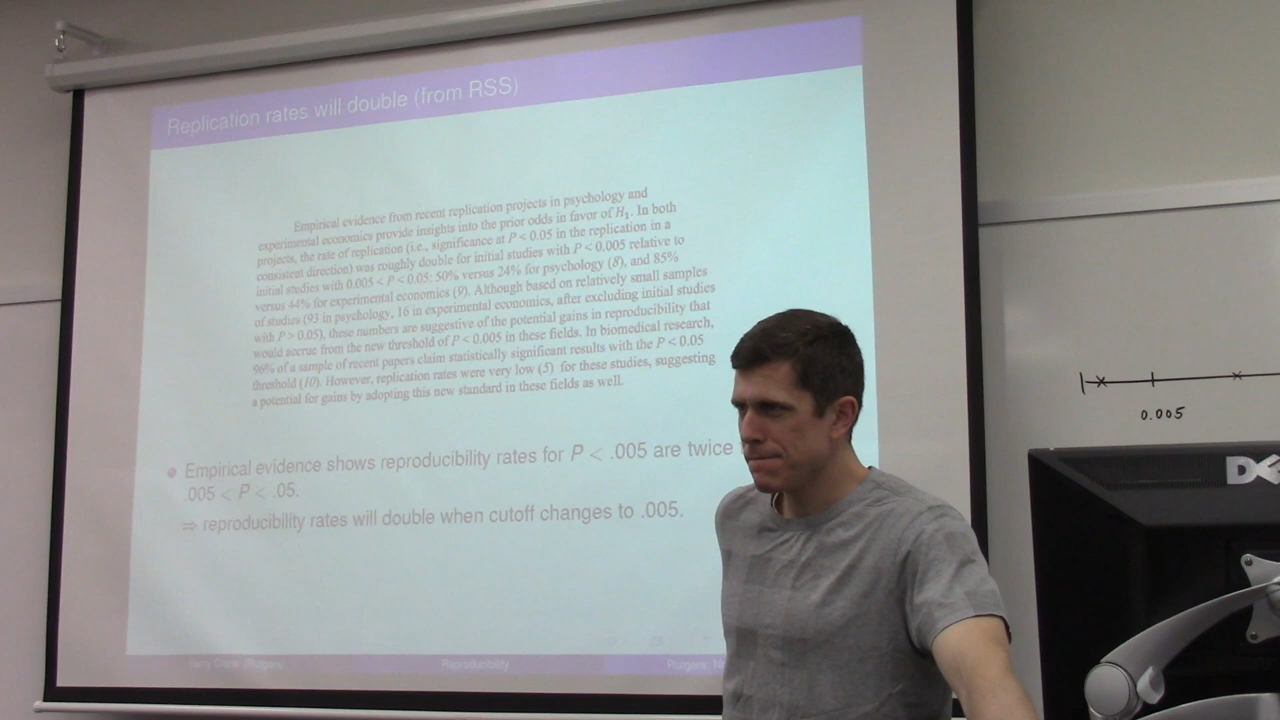 Replication rates will double (from RSS)
Empirical evidence from recent replication projects in psychology and
experimental economics provide insights into the prior odds in favor of H₁. In both
projects, the rate of replication (i.e., significance at P < 0.05 in the replication in a
consistent direction) was roughly double for initial studies with P < 0.005 relative to
initial studies with 0.005 < P < 0.05: 50% versus 24% for psychology (8), and 85%
versus 44% for experimental economics (9). Although based on relatively small samples
of studies (93 in psychology, 16 in experimental economics, after excluding initial studies
with P > 0.05), these numbers are suggestive of the potential gains in reproducibility that
would accrue from the new threshold of P < 0.005 in these fields. In biomedical research,
96% of a sample of recent papers claim statistically significant results with the P < 0.05
threshold (10). However, replication rates were very low (5) for these studies, suggesting
a potential for gains by adopting this new standard in these fields as well.
Empirical evidence shows reproducibility rates for P < .005 are twice
.005 < P < .05.
⇒ reproducibility rates will double when cutoff changes to .005.
Harry Crane (Rutgers) Reproducibility Rutgers:
0.005
DE